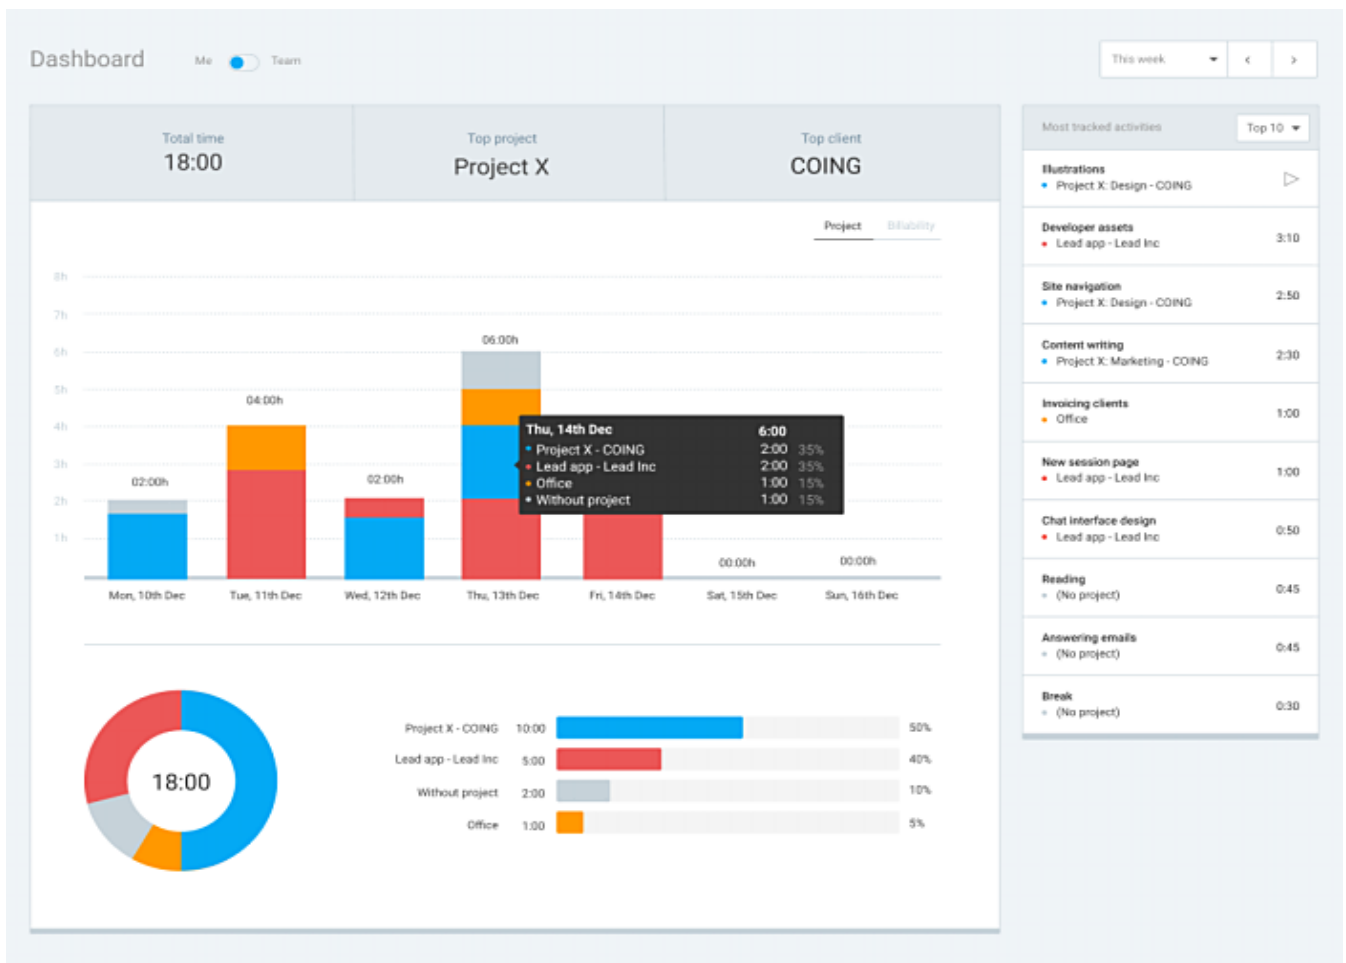 Dashboard
Me Team
This week
Total time
18:00
Top project
Project X
Top client
COING
Project Billability
8h
7h
6h
5h
4h
3h
2h
1h
02:00h
04:00h
02:00h
06:00h
00:00h
00:00h
Thu, 14th Dec 6:00
Project X - COING 2:00 35%
Lead app - Lead Inc 2:00 35%
Office 1:00 15%
Without project 1:00 15%
Mon, 10th Dec
Tue, 11th Dec
Wed, 12th Dec
Thu, 13th Dec
Fri, 14th Dec
Sat, 15th Dec
Sun, 16th Dec
18:00
Project X - COING 10:00 50%
Lead app - Lead Inc 5:00 40%
Without project 2:00 10%
Office 1:00 5%
Most tracked activities Top 10
Illustrations
Project X: Design - COING
Developer assets
Lead app - Lead Inc 3:10
Site navigation
Project X: Design - COING 2:50
Content writing
Project X: Marketing - COING 2:30
Invoicing clients
Office 1:00
New session page
Lead app - Lead Inc 1:00
Chat interface design
Lead app - Lead Inc 0:50
Reading
(No project) 0:45
Answering emails
(No project) 0:45
Break
(No project) 0:30